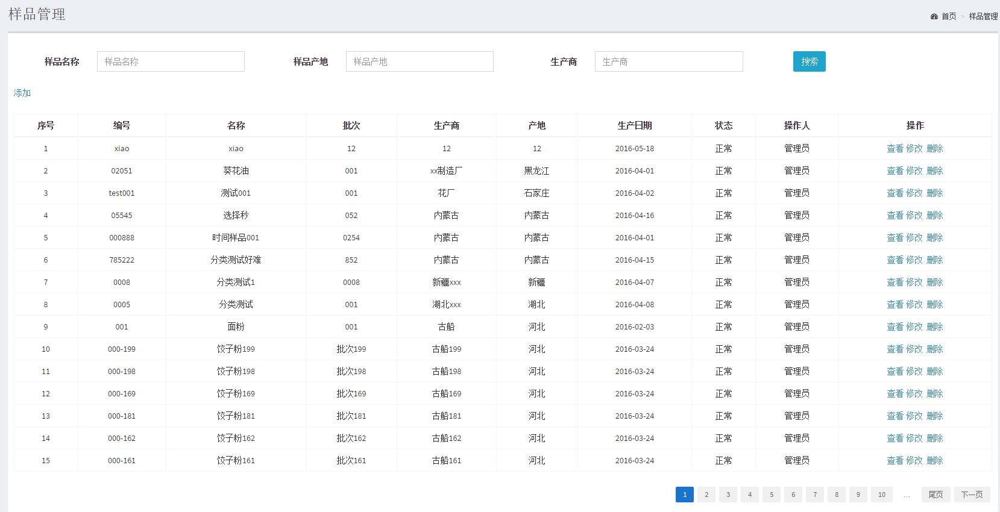 样品管理
首页 > 样品管理
样品名称 样品名称 样品产地 样品产地 生产商 生产商 搜索
添加
序号 编号 名称 批次 生产商 产地 生产日期 状态 操作人 操作
1 xiao xiao 12 12 12 2016-05-18 正常 管理员 查看 修改 删除
2 02051 葵花油 001 xx制造厂 黑龙江 2016-04-01 正常 管理员 查看 修改 删除
3 test001 测试001 001 花厂 石家庄 2016-04-02 正常 管理员 查看 修改 删除
4 05545 选择秒 052 内蒙古 内蒙古 2016-04-16 正常 管理员 查看 修改 删除
5 000888 时间样品001 0254 内蒙古 内蒙古 2016-04-01 正常 管理员 查看 修改 删除
6 785222 分类测试好难 852 内蒙古 内蒙古 2016-04-15 正常 管理员 查看 修改 删除
7 0008 分类测试1 0008 新疆xxx 新疆 2016-04-07 正常 管理员 查看 修改 删除
8 0005 分类测试 001 湖北xxx 湖北 2016-04-08 正常 管理员 查看 修改 删除
9 001 面粉 001 古船 河北 2016-02-03 正常 管理员 查看 修改 删除
10 000-199 饺子粉199 批次199 古船199 河北 2016-03-24 正常 管理员 查看 修改 删除
11 000-198 饺子粉198 批次198 古船198 河北 2016-03-24 正常 管理员 查看 修改 删除
12 000-169 饺子粉169 批次169 古船169 河北 2016-03-24 正常 管理员 查看 修改 删除
13 000-181 饺子粉181 批次181 古船181 河北 2016-03-24 正常 管理员 查看 修改 删除
14 000-162 饺子粉162 批次162 古船162 河北 2016-03-24 正常 管理员 查看 修改 删除
15 000-161 饺子粉161 批次161 古船161 河北 2016-03-24 正常 管理员 查看 修改 删除
1 2 3 4 5 6 7 8 9 10 ... 尾页 下一页